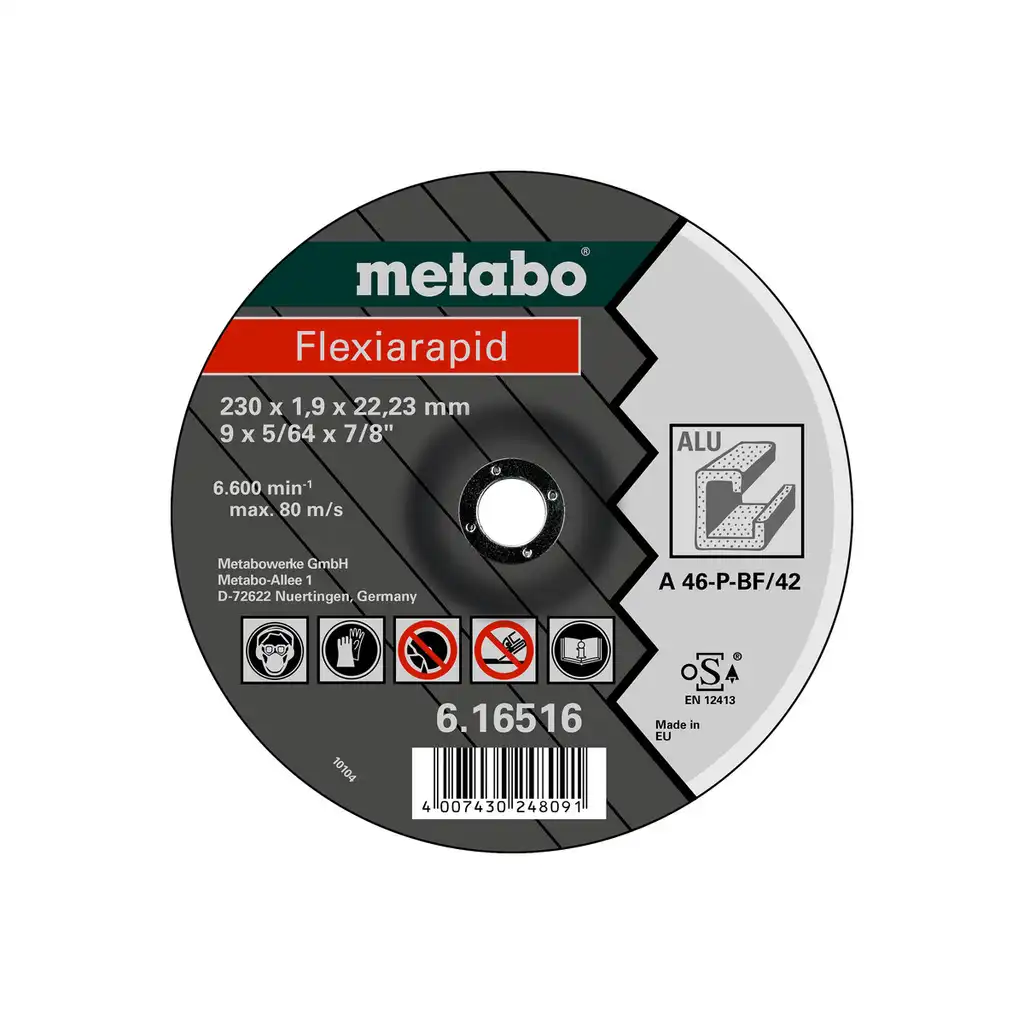 metabo®
Flexiarapid
230 x 1,9 x 22,23 mm
9 x 5/64 x 7/8"
6.600 min⁻¹
max. 80 m/s
Metabowerke GmbH
Metabo-Allee 1
D-72622 Nuertingen, Germany
ALU
A 46-P-BF/42
oSA®
EN 12413
Made in
EU
6.16516
10104
4 007430 248091